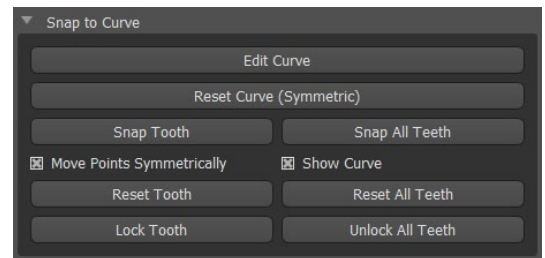 Snap to Curve
Edit Curve
Reset Curve (Symmetric)
Snap Tooth Snap All Teeth
Move Points Symmetrically Show Curve
Reset Tooth Reset All Teeth
Lock Tooth Unlock All Teeth